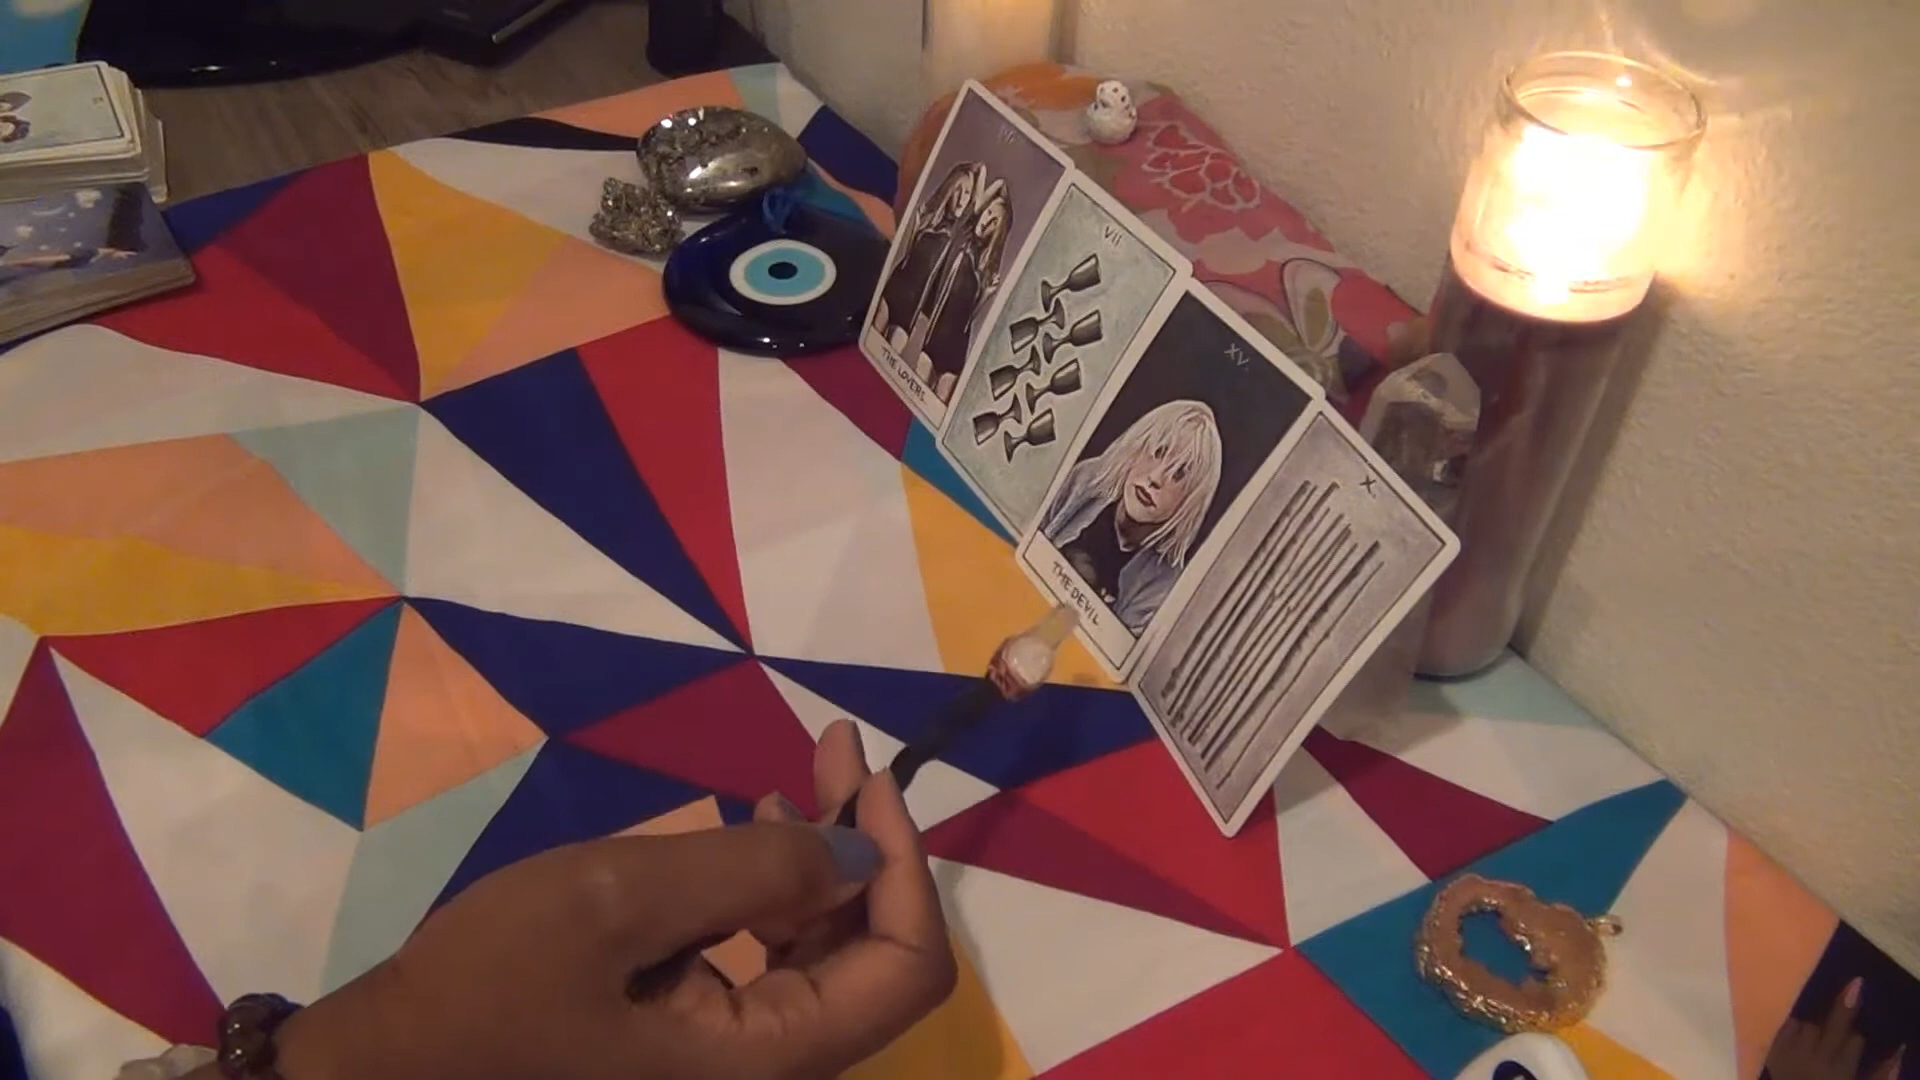 VII
THE LOVERS.
VII
XV.
THE DEVIL.
X.